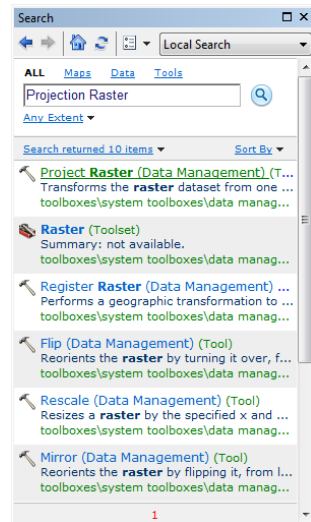 Search
Local Search
ALL Maps Data Tools
Projection Raster
Any Extent
Search returned 10 items Sort By
Project Raster (Data Management) (T...
Transforms the raster dataset from one ...
toolboxes\system toolboxes\data manag...
Raster (Toolset)
Summary: not available.
toolboxes\system toolboxes\data manag...
Register Raster (Data Management) ...
Performs a geographic transformation to ...
toolboxes\system toolboxes\data manag...
Flip (Data Management) (Tool)
Reorients the raster by turning it over, f...
toolboxes\system toolboxes\data manag...
Rescale (Data Management) (Tool)
Resizes a raster by the specified x and ...
toolboxes\system toolboxes\data manag...
Mirror (Data Management) (Tool)
Reorients the raster by flipping it, from l...
toolboxes\system toolboxes\data manag...
1